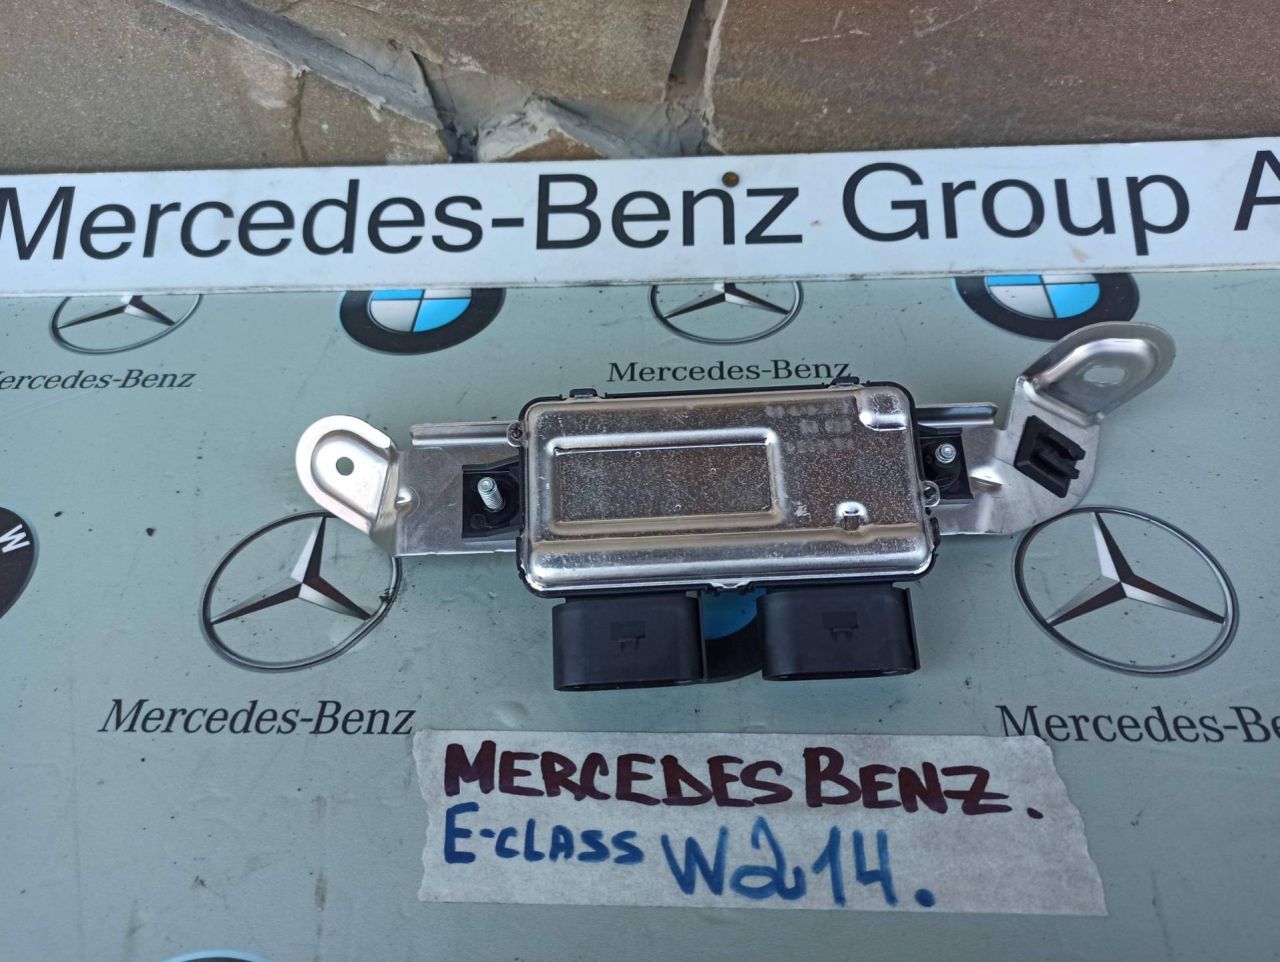 Mercedes-Benz Group A
Mercedes-Benz
ercedes-Benz
W
Mercedes-Benz
Mercedes-Be
MERCEDES BENZ.
E-CLASS W214.